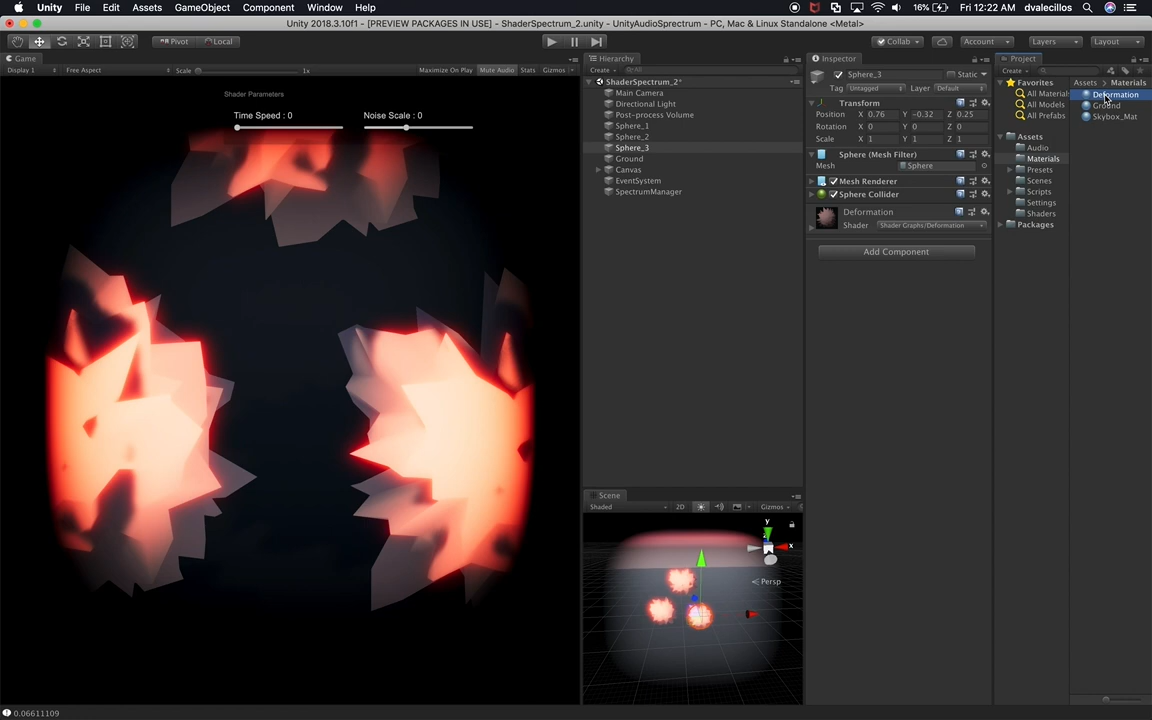 Unity File Edit Assets GameObject Component Window Help 16% Fri 12:22 AM dvalecillos
Unity 2018.3.10f1 - [PREVIEW PACKAGES IN USE] - ShaderSpectrum_2.unity - UnityAudioSpectrum - PC, Mac & Linux Standalone <Metal>
Pivot Local Collab Account Layers Layout
Game
Display 1 Free Aspect Scale 1x Maximize On Play Mute Audio Stats Gizmos
Shader Parameters
Time Speed : 0 Noise Scale : 0
Hierarchy
Create All
ShaderSpectrum_2*
Main Camera
Directional Light
Post-process Volume
Sphere_1
Sphere_2
Sphere_3
Ground
Canvas
EventSystem
SpectrumManager
Scene
Shaded 2D Gizmos
y
x
Persp
Inspector
Sphere_3 Static
Tag Untagged Layer Default
Transform
Position X 0.76 Y -0.32 Z 0.25
Rotation X 0 Y 0 Z 0
Scale X 1 Y 1 Z 1
Sphere (Mesh Filter)
Mesh Sphere
Mesh Renderer
Sphere Collider
Deformation
Shader Shader Graphs/Deformation
Add Component
Project
Create
Favorites
All Material
All Models
All Prefabs
Assets
Audio
Materials
Presets
Scenes
Scripts
Settings
Shaders
Packages
Assets Materials
Deformation
Ground
Skybox_Mat
0.06611109